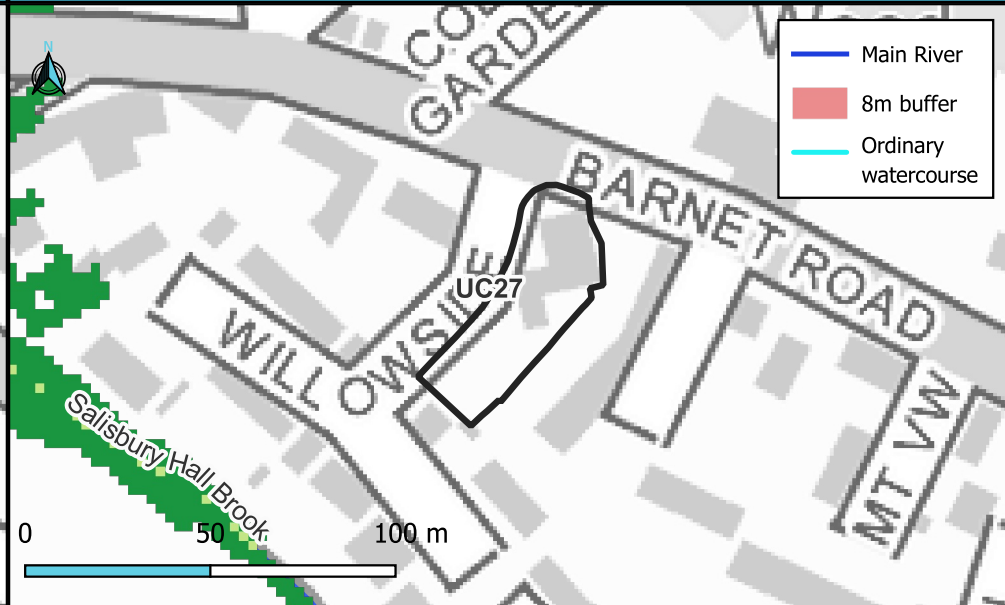 N
COL
GARDE
Main River
8m buffer
Ordinary
watercourse
BARNET ROAD
UC27
WILLOWSIDE
MT VW
Salisbury Hall Brook
0 50 100 m